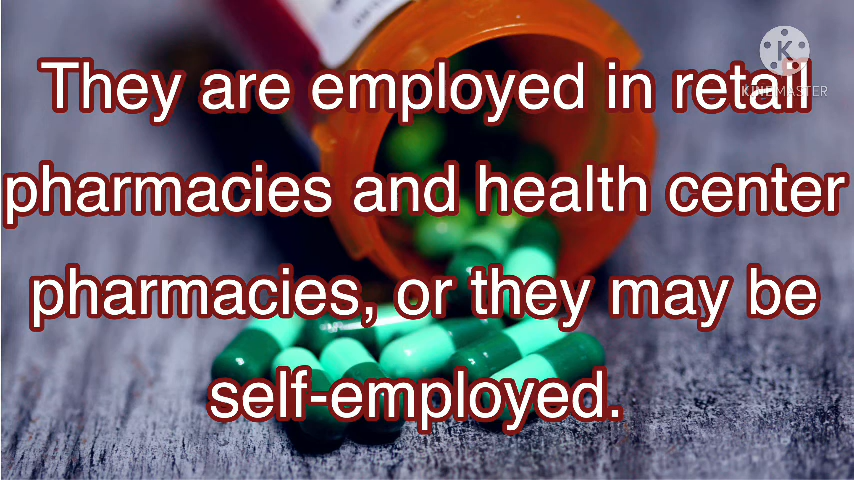 K
KINEMASTER
They are employed in retail
pharmacies and health center
pharmacies, or they may be
self-employed.